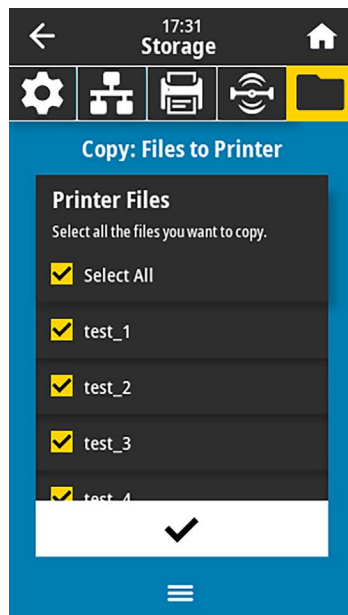 17:31
Storage
Copy: Files to Printer
Printer Files
Select all the files you want to copy.
Select All
test_1
test_2
test_3
test_4